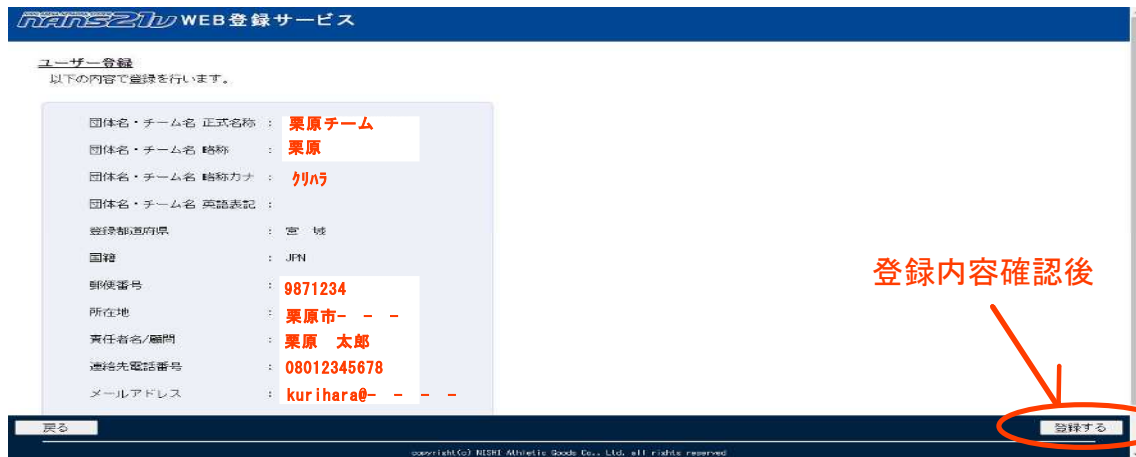 NANS21V WEB登録サービス
ユーザー登録
以下の内容で登録を行います。
団体名・チーム名 正式名称 : 栗原チーム
団体名・チーム名 略称 : 栗原
団体名・チーム名 略称カナ : ｸﾘﾊﾗ
団体名・チーム名 英語表記 :
登録都道府県 : 宮 城
国籍 : JPN
郵便番号 : 9871234
所在地 : 栗原市- - -
責任者名/顧問 : 栗原 太郎
連絡先電話番号 : 08012345678
メールアドレス : kurihara@- - - -
登録内容確認後
戻る
登録する
copyright(c) NISHI Athletic Goods Co., Ltd. all rights reserved